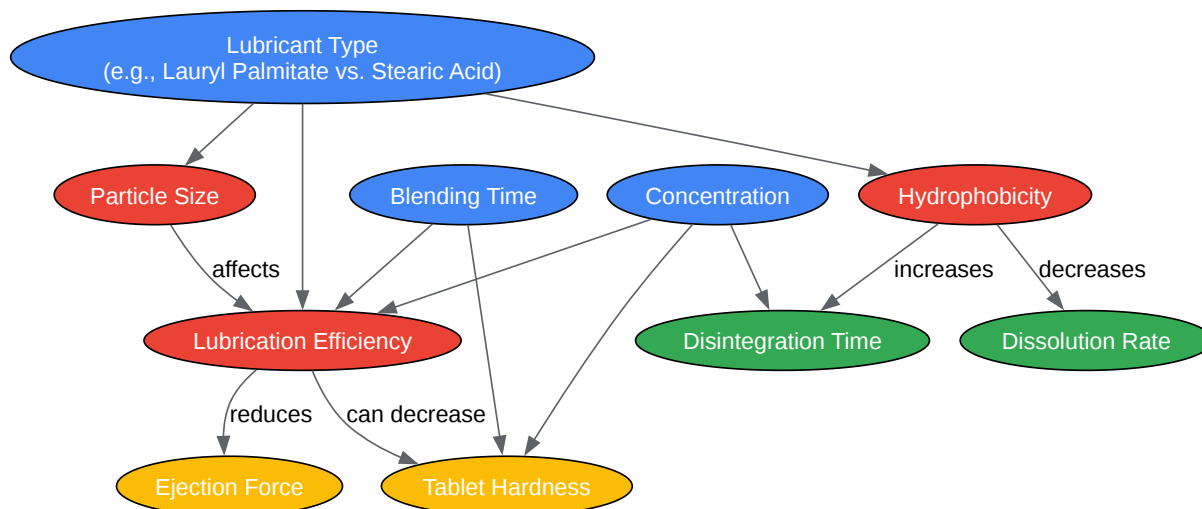 Lubricant Type
(e.g., Lauryl Palmitate vs. Stearic Acid)
Particle Size
Blending Time
Concentration
Hydrophobicity
affects
increases
decreases
Lubrication Efficiency
Disintegration Time
Dissolution Rate
reduces
can decrease
Ejection Force
Tablet Hardness